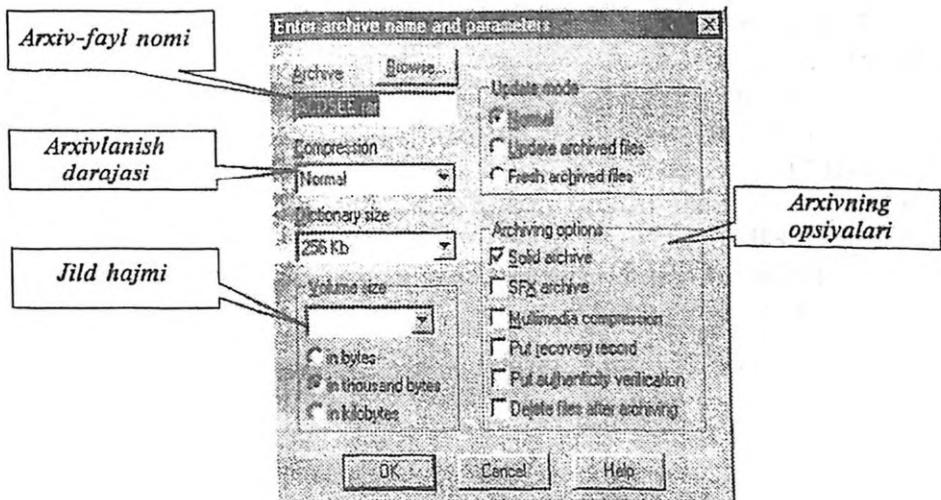 Enter archive name and parameters
Arxiv-fayl nomi
Archive
Browse...
ACDSEE.rar
Arxivlanish
darajasi
Compression
Normal
Dictionary size
256 Kb
Jild hajmi
Volume size
in bytes
in thousand bytes
in kilobytes
Update mode
Normal
Update archived files
Fresh archived files
Arxivning
opsiyalari
Archiving options
Solid archive
SFX archive
Multimedia compression
Put recovery record
Put authenticity verification
Delete files after archiving
OK
Cancel
Help